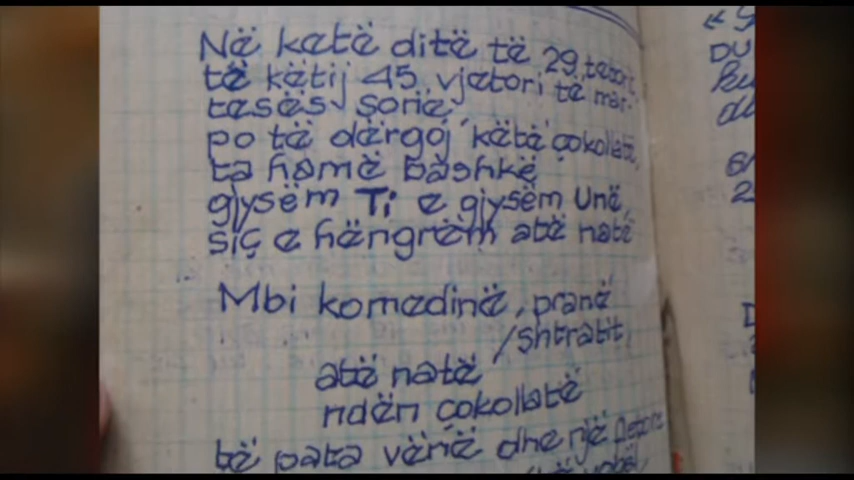 Në ketë ditë të 29 tetorit,
të këtij 45 vjetori të mar-
tesës sonë,
po të dërgoj këtë çokollatë,
ta hamë bashkë,
gjysëm Ti e gjysëm Unë,
siç e hëngrëm atë natë
Mbi komedinë, pranë
/shtratit,
atë natë
ndën çokollatë
të pata vënë dhe një